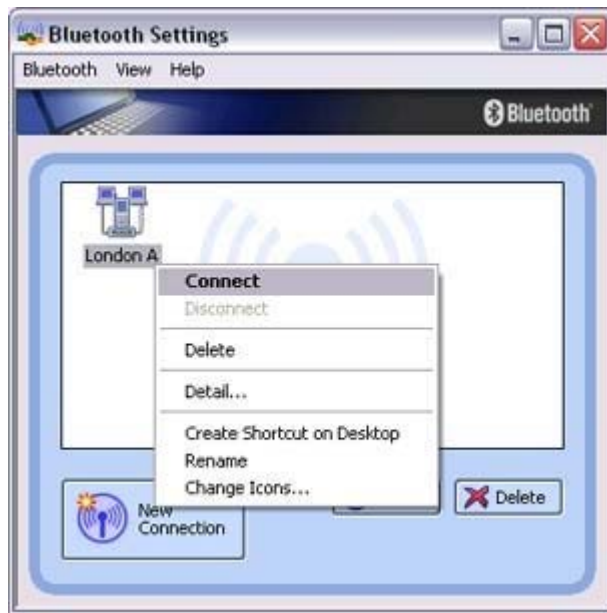 Bluetooth Settings
Bluetooth View Help
Bluetooth
London A
Connect
Disconnect
Delete
Detail...
Create Shortcut on Desktop
Rename
Change Icons...
New
Connection
Delete